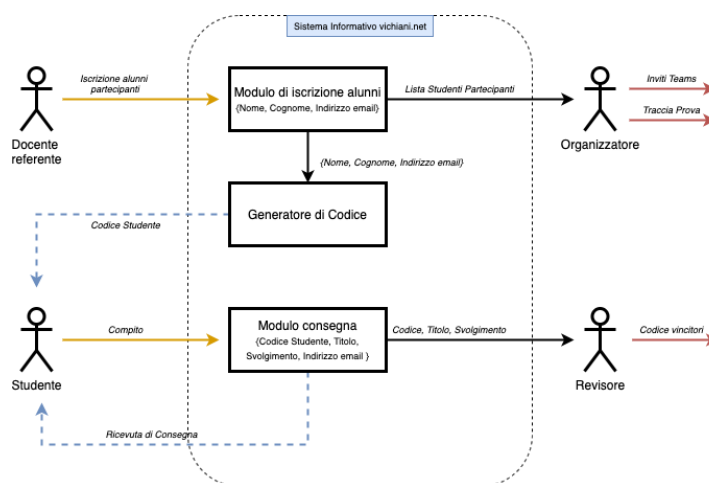 Sistema Informativo vichiani.net
Iscrizione alunni
partecipanti
Modulo di iscrizione alunni
{Nome, Cognome, Indirizzo email}
Lista Studenti Partecipanti
Inviti Teams
Traccia Prova
Docente
referente
Organizzatore
{Nome, Cognome, Indirizzo email}
Generatore di Codice
Codice Studente
Compito
Modulo consegna
{Codice Studente, Titolo,
Svolgimento, Indirizzo email }
Codice, Titolo, Svolgimento
Codice vincitori
Studente
Revisore
Ricevuta di Consegna